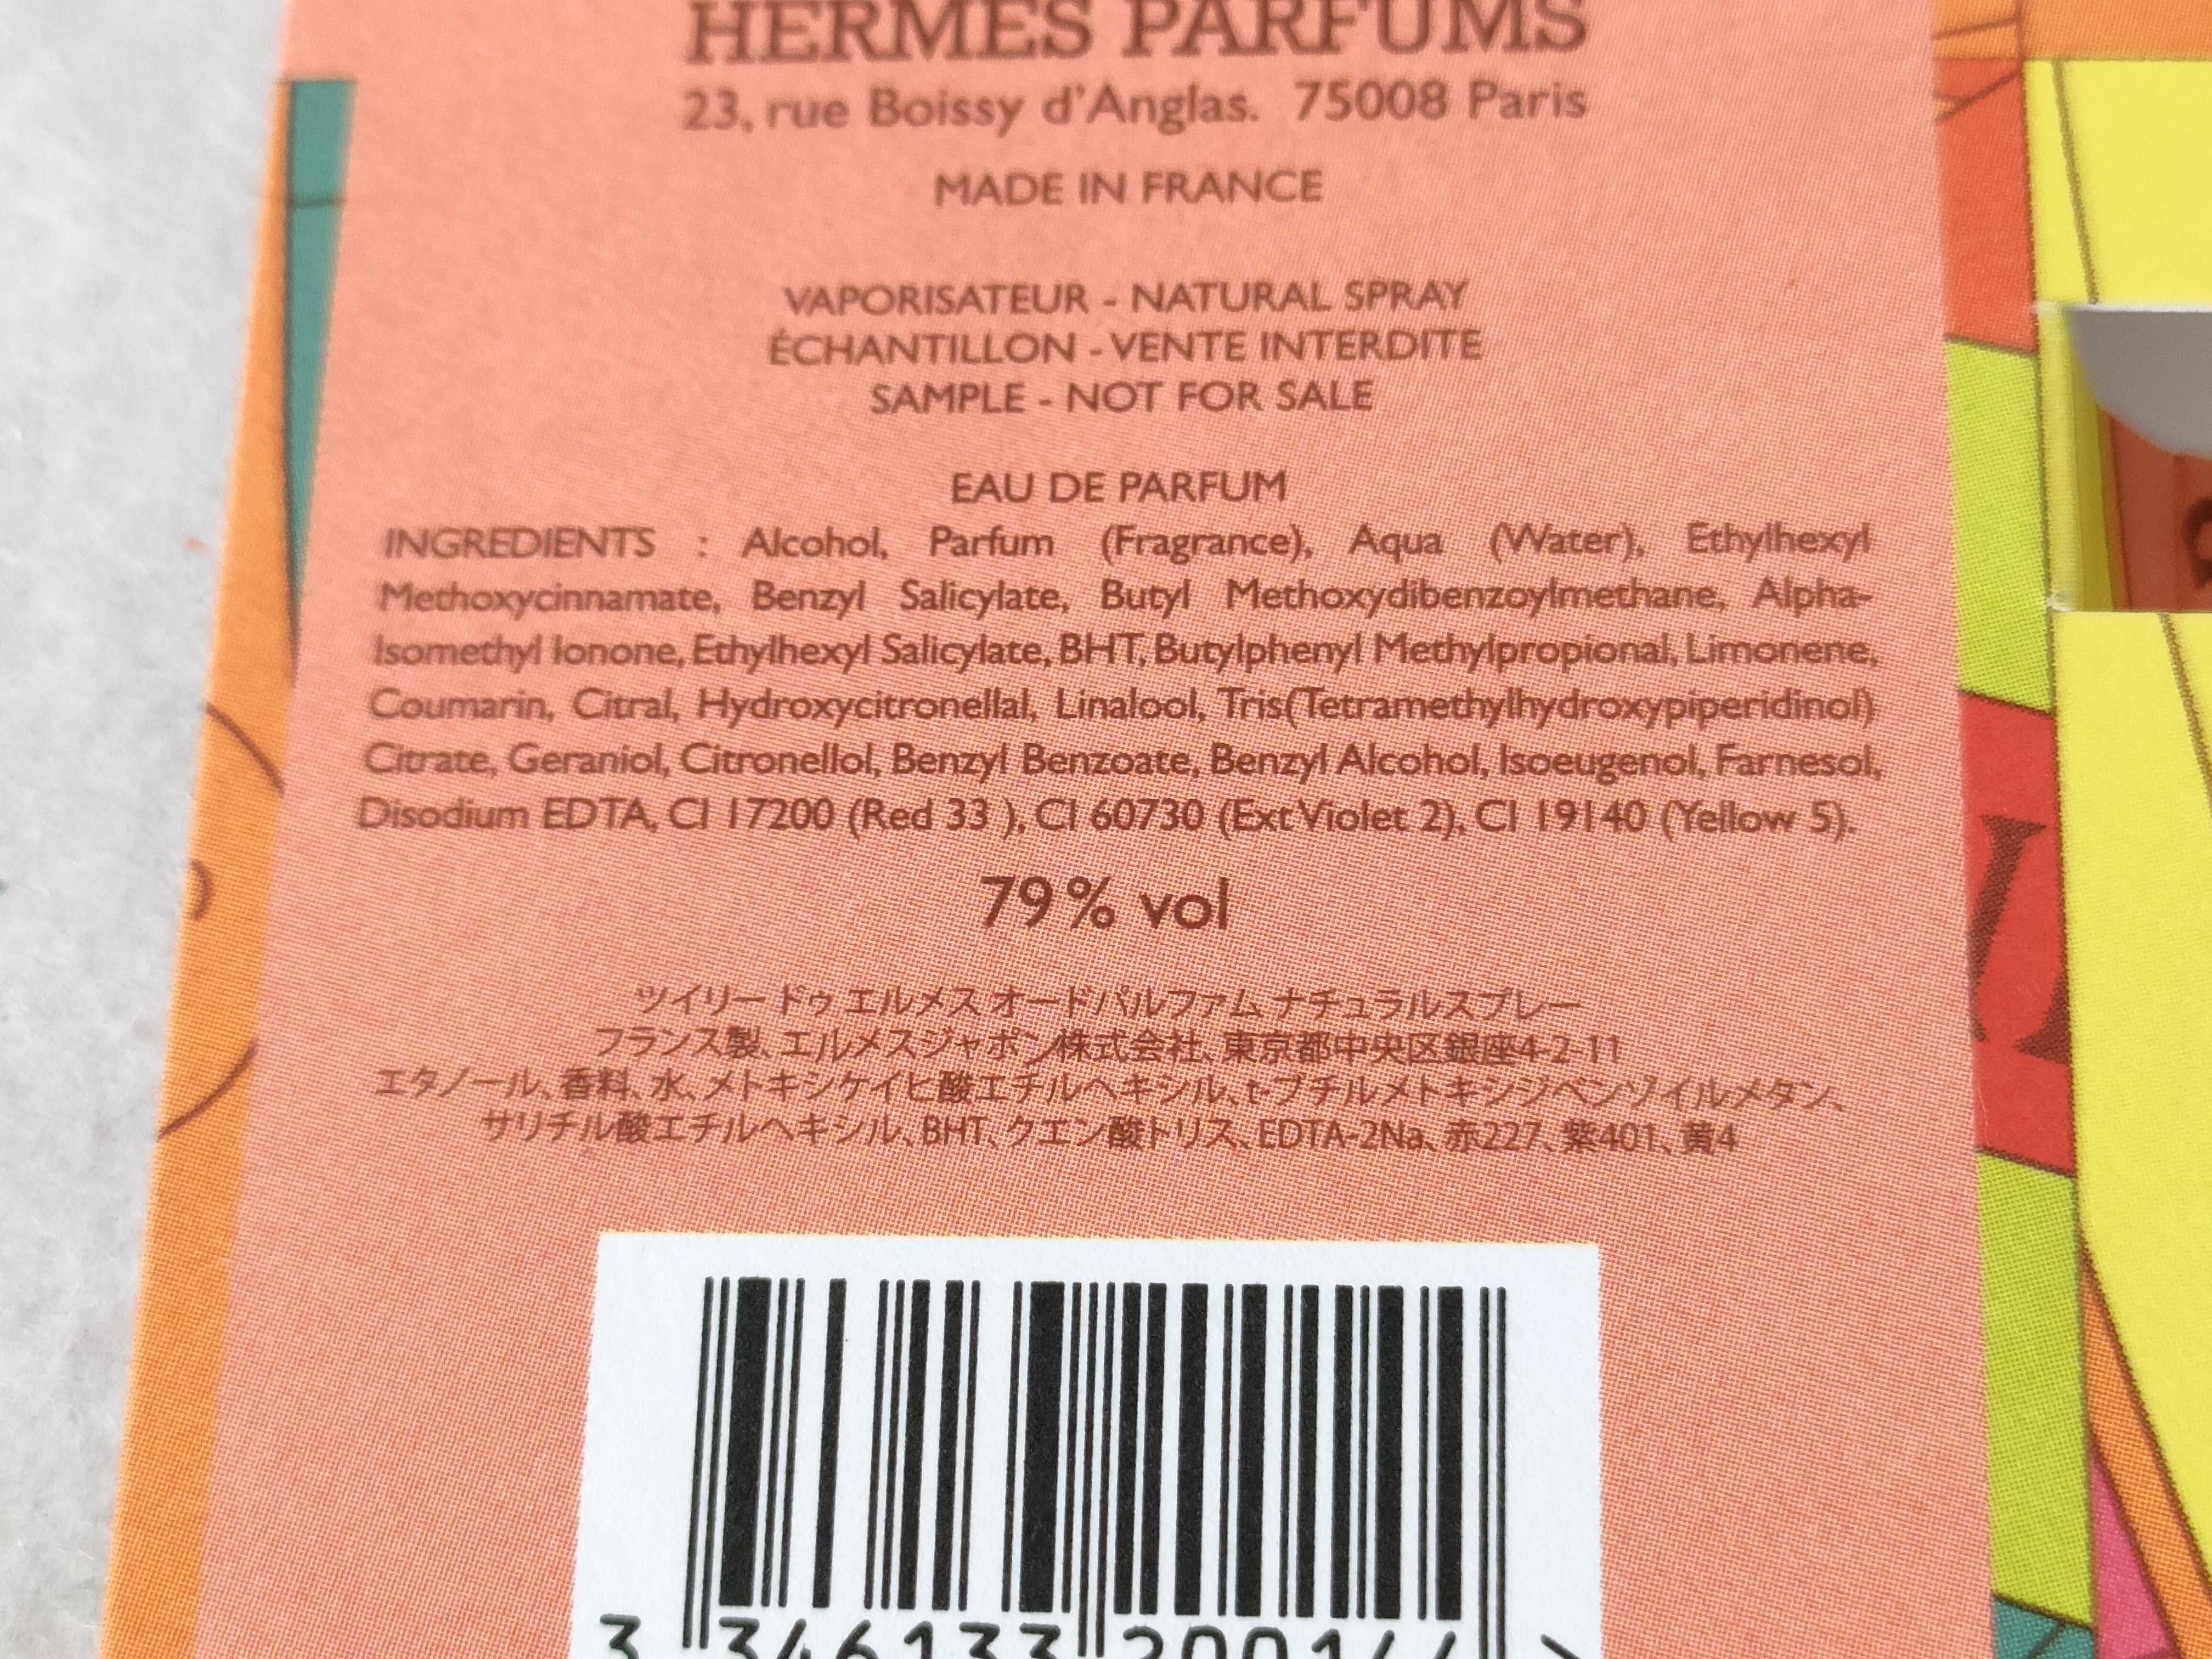 HERMÈS PARFUMS
23, rue Boissy d'Anglas. 75008 Paris
MADE IN FRANCE
VAPORISATEUR - NATURAL SPRAY
ÉCHANTILLON - VENTE INTERDITE
SAMPLE - NOT FOR SALE
EAU DE PARFUM
INGREDIENTS : Alcohol, Parfum (Fragrance), Aqua (Water), Ethylhexyl
Methoxycinnamate, Benzyl Salicylate, Butyl Methoxydibenzoylmethane, Alpha-
Isomethyl Ionone, Ethylhexyl Salicylate, BHT, Butylphenyl Methylpropional, Limonene,
Coumarin, Citral, Hydroxycitronellal, Linalool, Tris(Tetramethylhydroxypiperidinol)
Citrate, Geraniol, Citronellol, Benzyl Benzoate, Benzyl Alcohol, Isoeugenol, Farnesol,
Disodium EDTA, CI 17200 (Red 33 ), CI 60730 (Ext Violet 2), CI 19140 (Yellow 5).
79% vol
ツイリー ドゥ エルメス オードパルファム ナチュラルスプレー
フランス製、エルメスジャポン株式会社、東京都中央区銀座4-2-11
エタノール、香料、水、メトキシケイヒ酸エチルヘキシル、t-ブチルメトキシジベンゾイルメタン、
サリチル酸エチルヘキシル、BHT、クエン酸トリス、EDTA-2Na、赤227、紫401、黄4
3 346133 200144 >